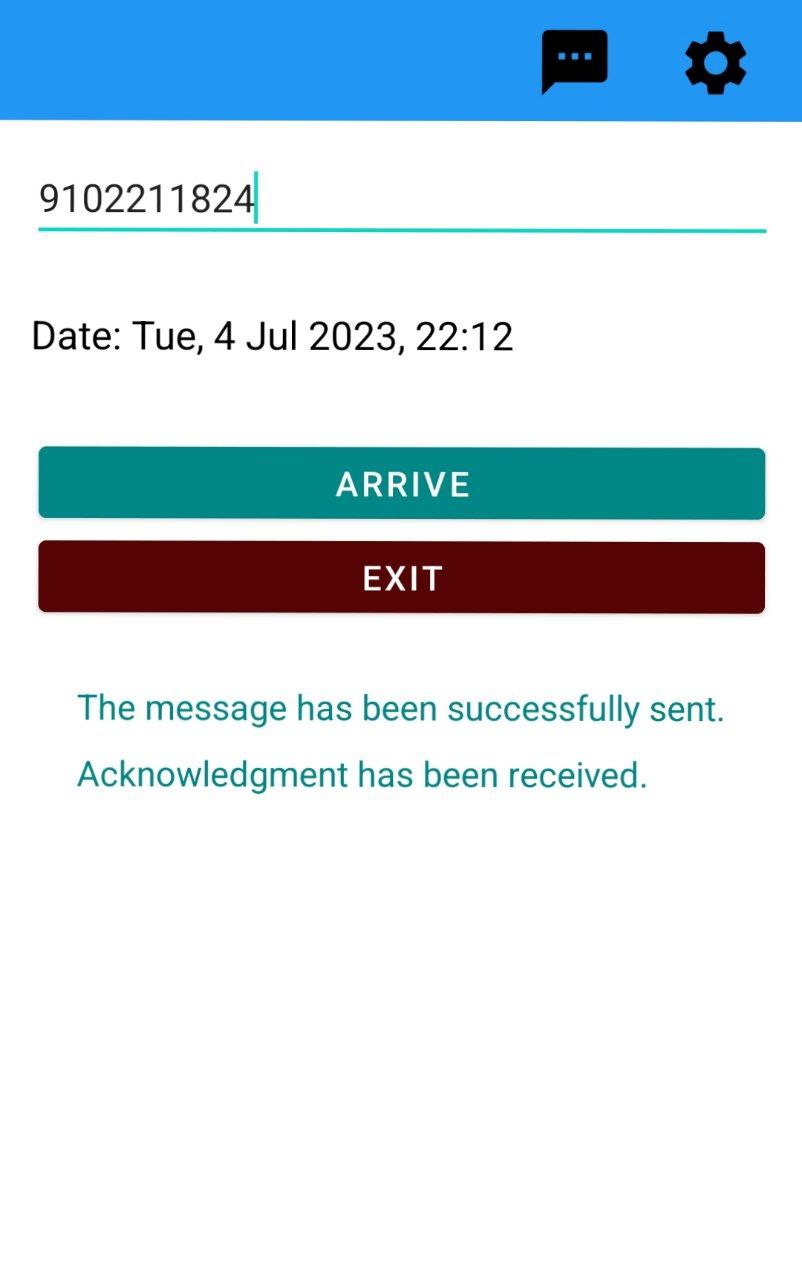 9102211824
Date: Tue, 4 Jul 2023, 22:12
ARRIVE
EXIT
The message has been successfully sent.
Acknowledgment has been received.